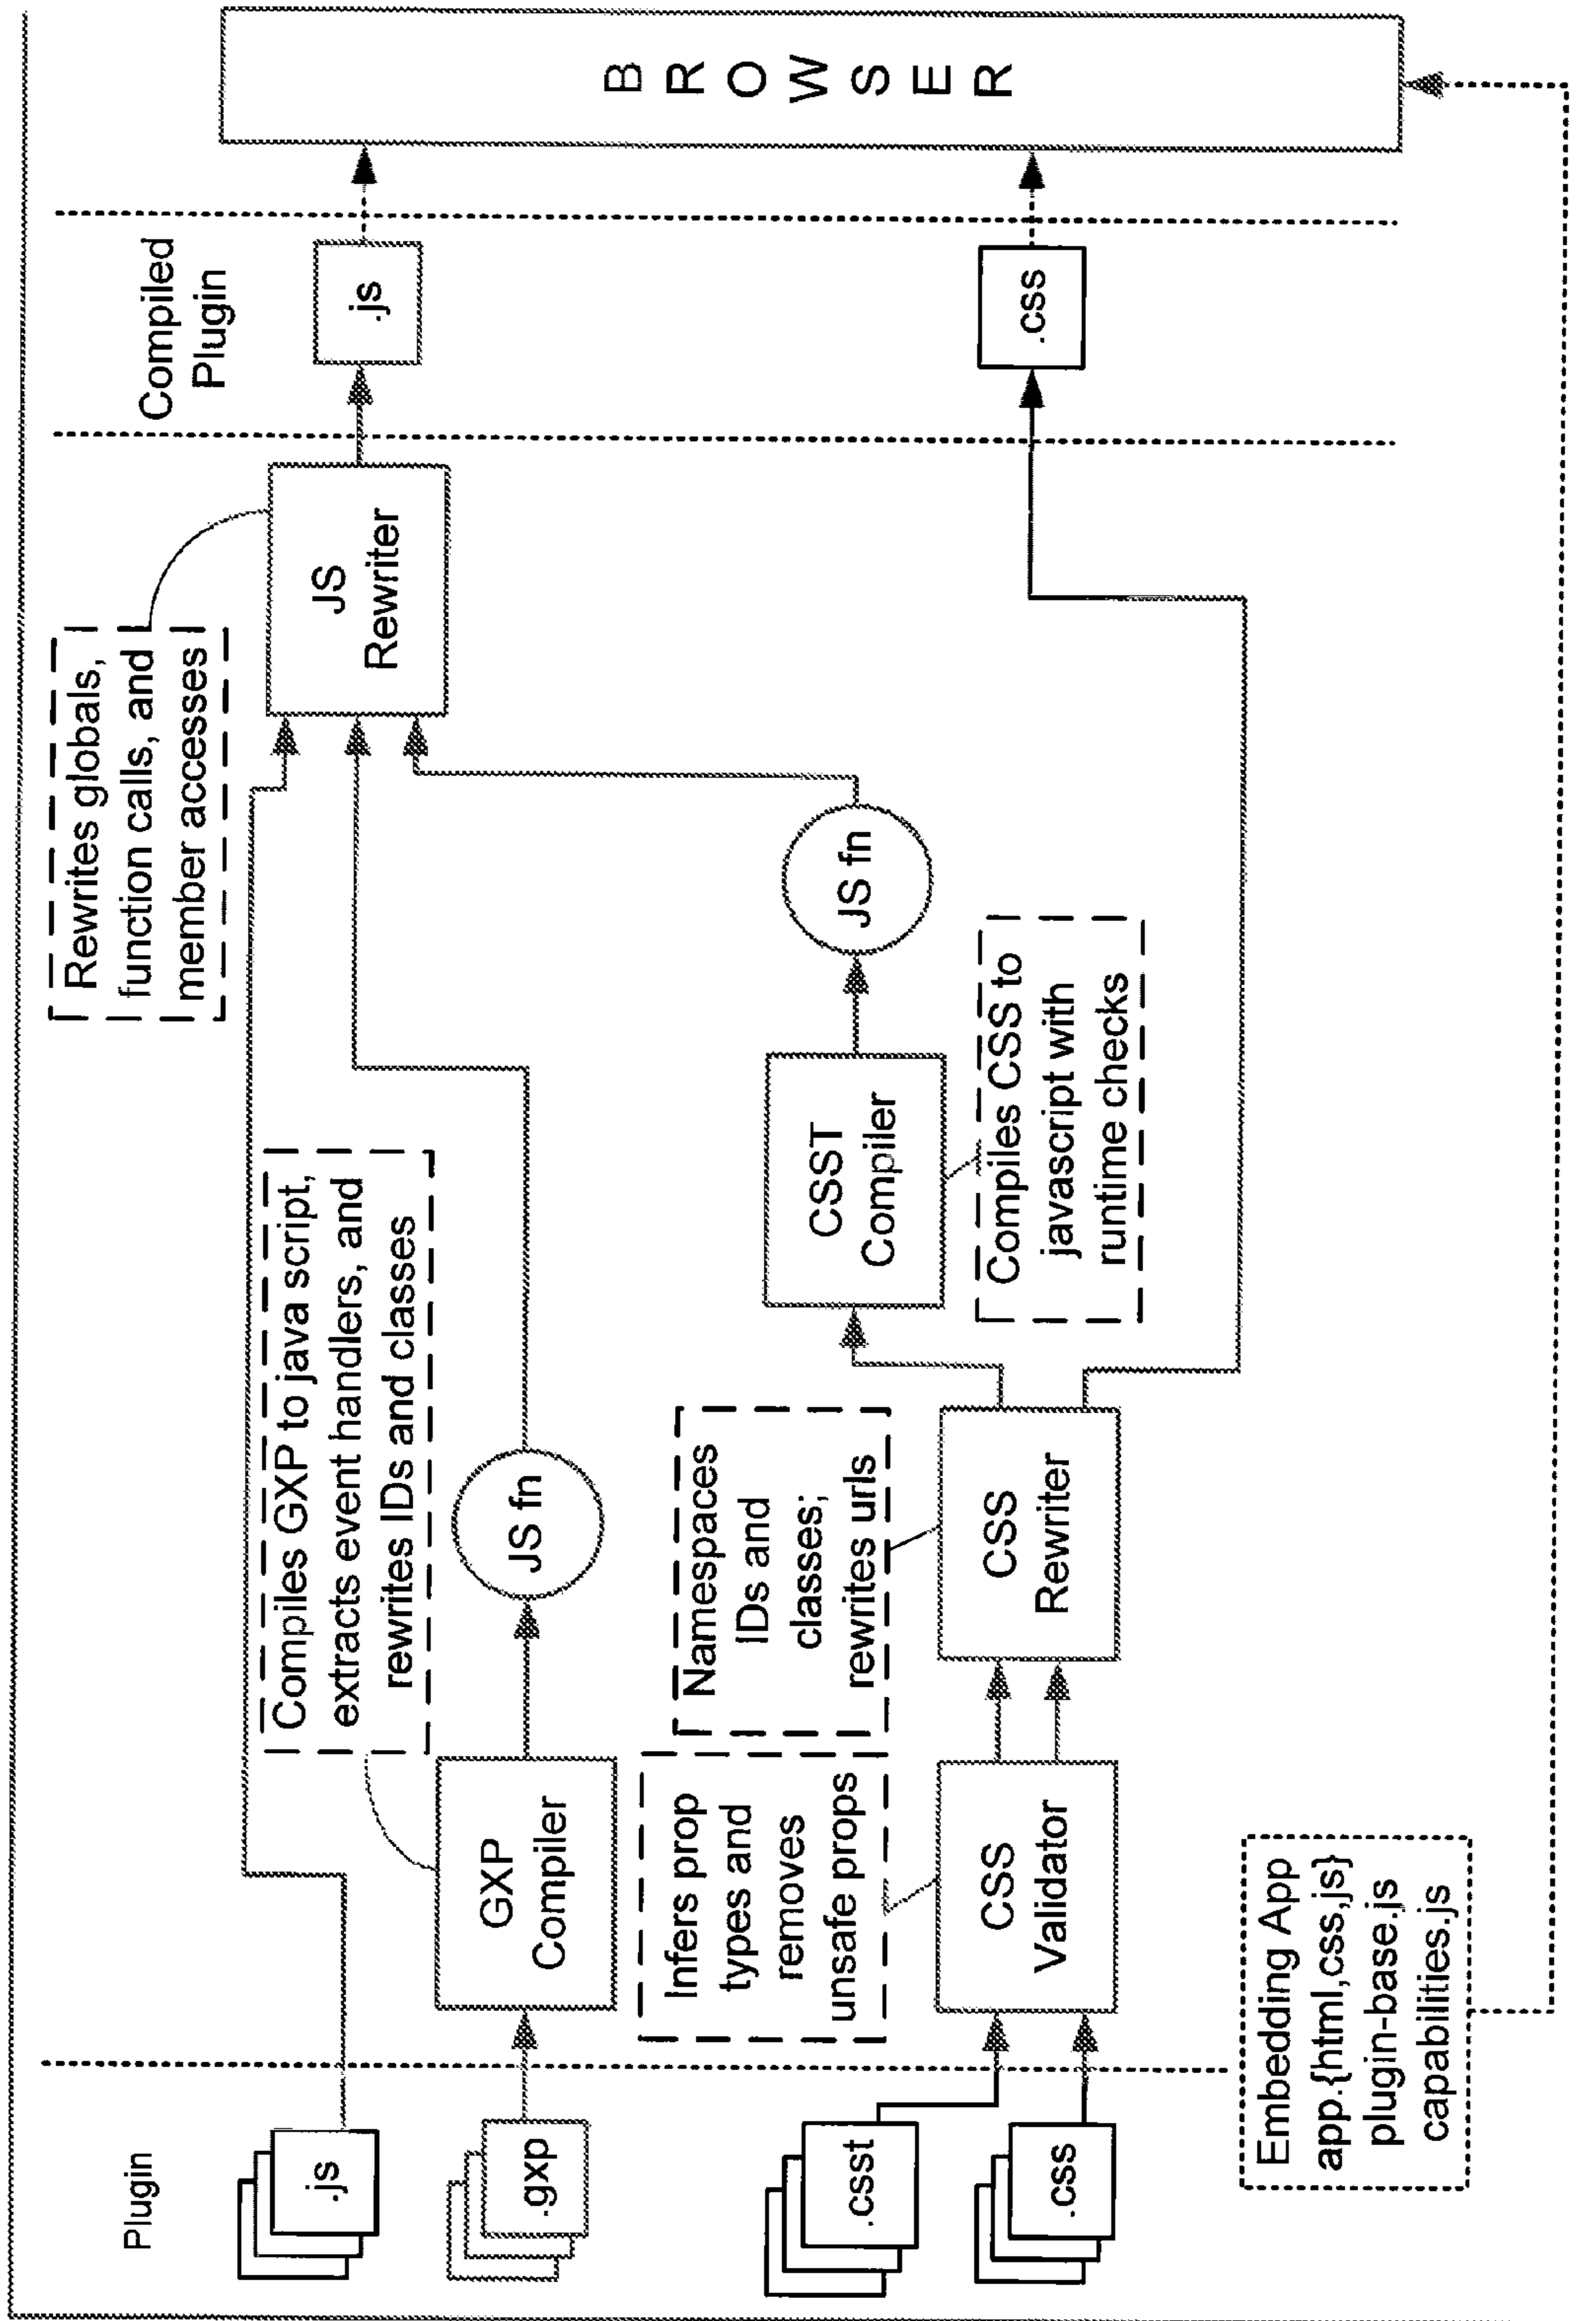 Plugin
.js
.gxp
.csst
.css
Embedding App
app.{html,css,js}
plugin-base.js
capabilities.js
GXP
Compiler
Compiles GXP to java script,
extracts event handlers, and
rewrites IDs and classes
JS fn
Infers prop
types and
removes
unsafe props
CSS
Validator
Namespaces
IDs and
classes;
rewrites urls
CSS
Rewriter
CSST
Compiler
Compiles CSS to
javascript with
runtime checks
JS fn
Rewrites globals,
function calls, and
member accesses
JS
Rewriter
Compiled
Plugin
.js
.css
BROWSER